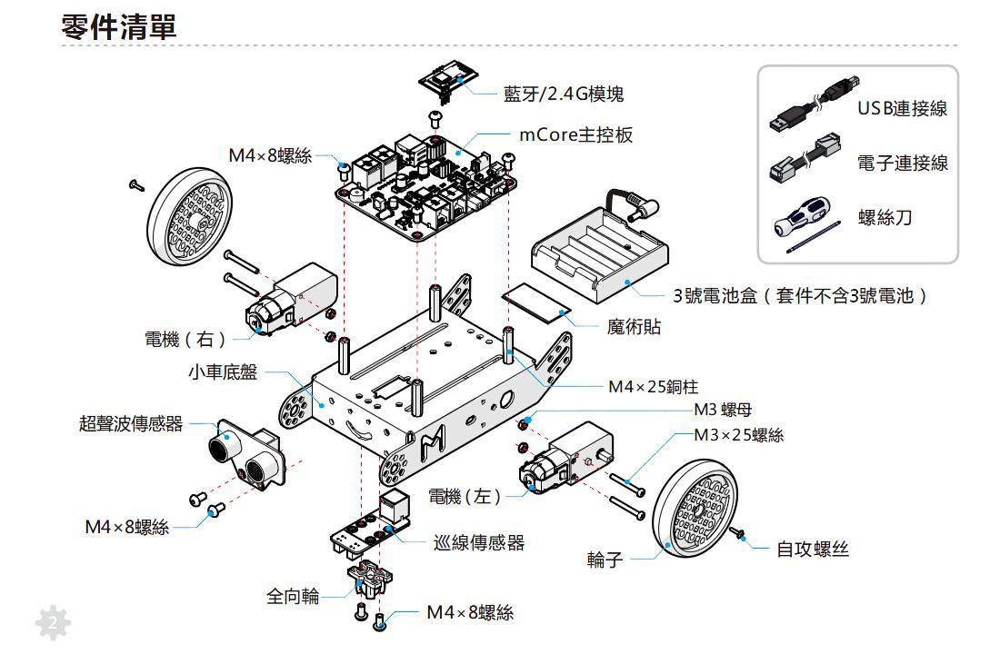 零件清單
藍牙/2.4G模塊
mCore主控板
M4×8螺絲
USB連接線
電子連接線
螺絲刀
3號電池盒（套件不含3號電池）
魔術貼
電機（右）
小車底盤
M4×25銅柱
M3 螺母
M3×25螺絲
超聲波傳感器
電機（左）
M4×8螺絲
巡線傳感器
輪子
自攻螺丝
全向輪
M4×8螺絲
2